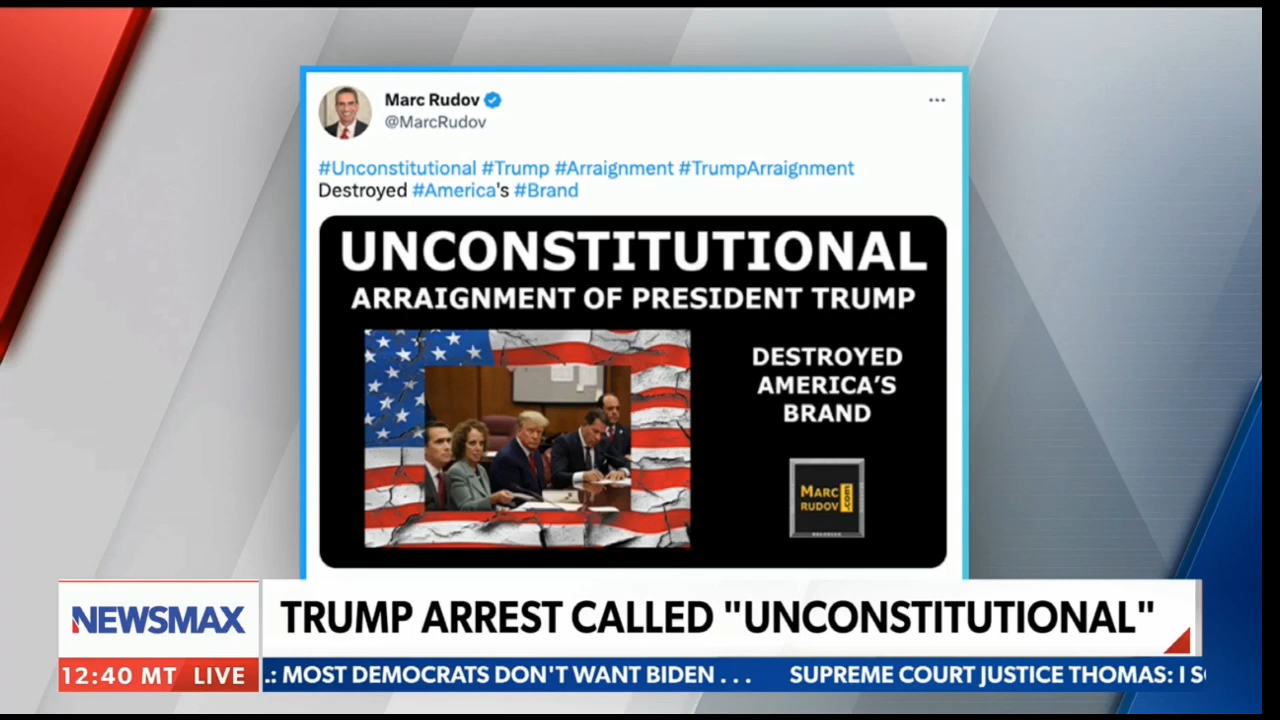 Marc Rudov
@MarcRudov
#Unconstitutional #Trump #Arraignment #TrumpArraignment
Destroyed #America's #Brand
UNCONSTITUTIONAL
ARRAIGNMENT OF PRESIDENT TRUMP
DESTROYED
AMERICA'S
BRAND
MARC
RUDOV
.com
NEWSMAX
TRUMP ARREST CALLED "UNCONSTITUTIONAL"
12:40 MT LIVE
.: MOST DEMOCRATS DON'T WANT BIDEN . . . SUPREME COURT JUSTICE THOMAS: I